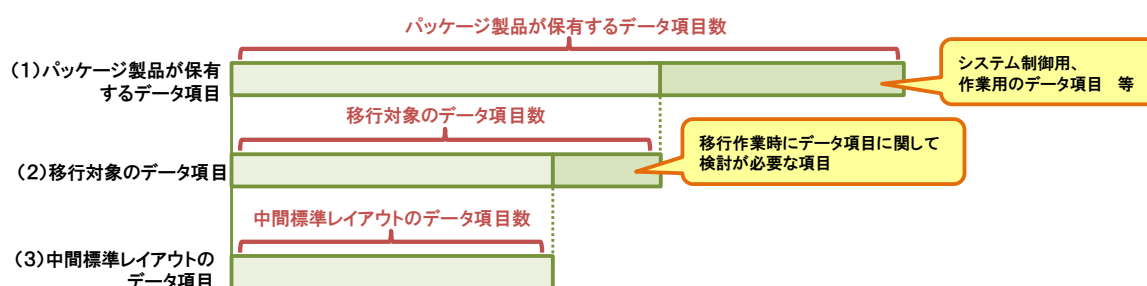 パッケージ製品が保有するデータ項目数
(1)パッケージ製品が保有
するデータ項目
システム制御用、
作業用のデータ項目　等
移行対象のデータ項目数
(2)移行対象のデータ項目
移行作業時にデータ項目に関して
検討が必要な項目
中間標準レイアウトのデータ項目数
(3)中間標準レイアウトの
データ項目